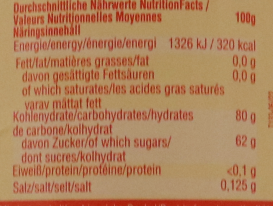 Durchschnittliche Nährwerte NutritionFacts /
Valeurs Nutritionnelles Moyennes 100g
Näringsinnehåll
Energie/energy/énergie/energi 1326 kJ / 320 kcal
Fett/fat/matières grasses/fat 0,0 g
davon gesättigte Fettsäuren 0,0 g
of which saturates/les acides gras saturés
varav mättat fett
Kohlenydrate/carbohydrates/hydrates 80 g
de carbone/kolhydrat
davon Zucker/of which sugars/ 62 g
dont sucres/kolhydrat
Eiweiß/protein/protéine/protein <0,1 g
Salz/salt/selt/salt 0,125 g